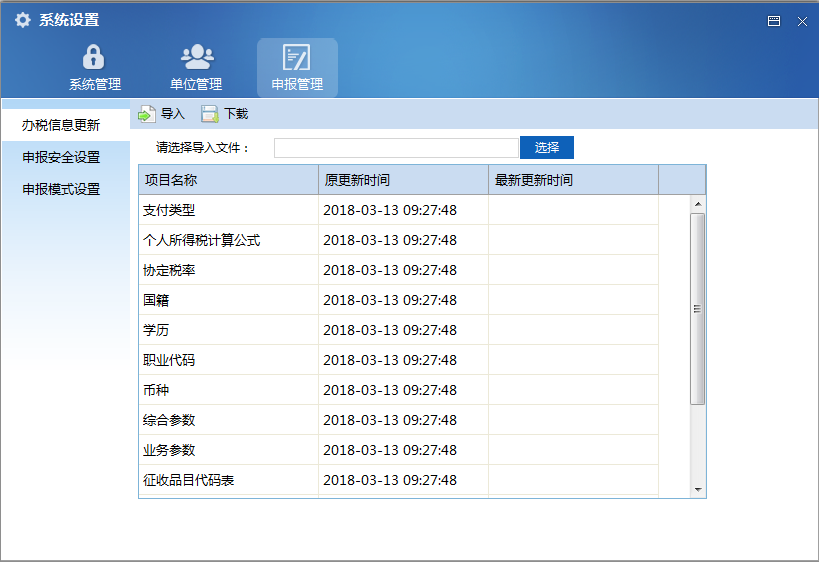 系统设置
系统管理 单位管理 申报管理
导入 下载
办税信息更新
申报安全设置
申报模式设置
请选择导入文件： 选择
项目名称 原更新时间 最新更新时间
支付类型 2018-03-13 09:27:48
个人所得税计算公式 2018-03-13 09:27:48
协定税率 2018-03-13 09:27:48
国籍 2018-03-13 09:27:48
学历 2018-03-13 09:27:48
职业代码 2018-03-13 09:27:48
币种 2018-03-13 09:27:48
综合参数 2018-03-13 09:27:48
业务参数 2018-03-13 09:27:48
征收品目代码表 2018-03-13 09:27:48